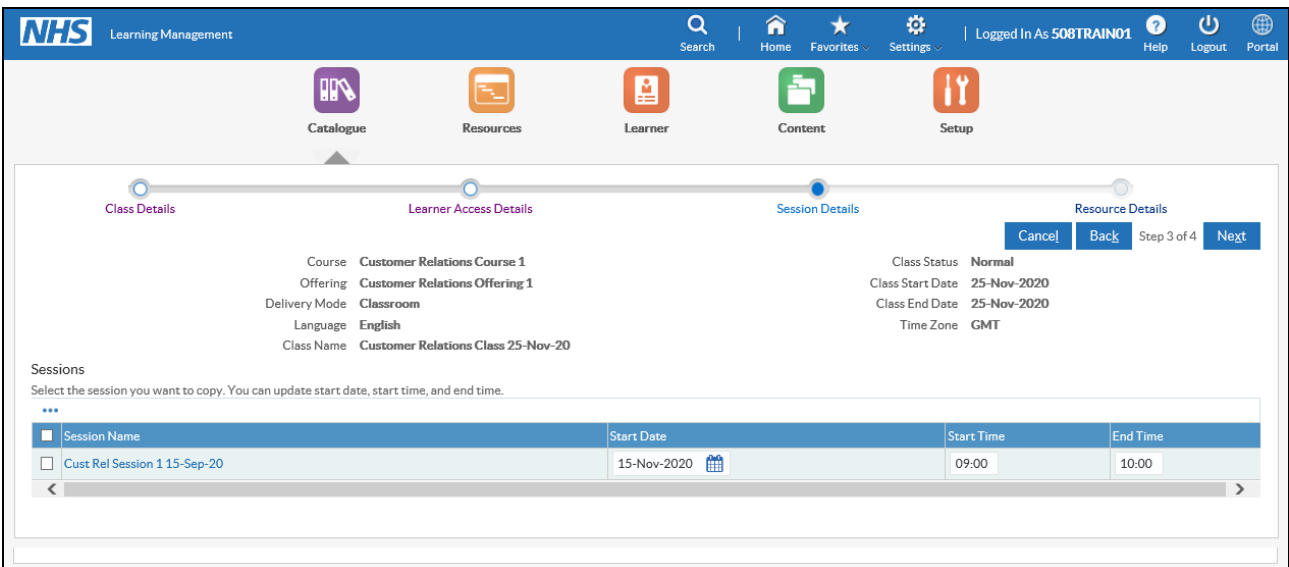 NHS Learning Management Search | Home Favorites Settings | Logged In As 508TRAIN01 Help Logout Portal
Catalogue Resources Learner Content Setup
Class Details Learner Access Details Session Details Resource Details
Cancel Back Step 3 of 4 Next
Course Customer Relations Course 1 Class Status Normal
Offering Customer Relations Offering 1 Class Start Date 25-Nov-2020
Delivery Mode Classroom Class End Date 25-Nov-2020
Language English Time Zone GMT
Class Name Customer Relations Class 25-Nov-20
Sessions
Select the session you want to copy. You can update start date, start time, and end time.
Session Name Start Date Start Time End Time
Cust Rel Session 1 15-Sep-20 15-Nov-2020 09:00 10:00